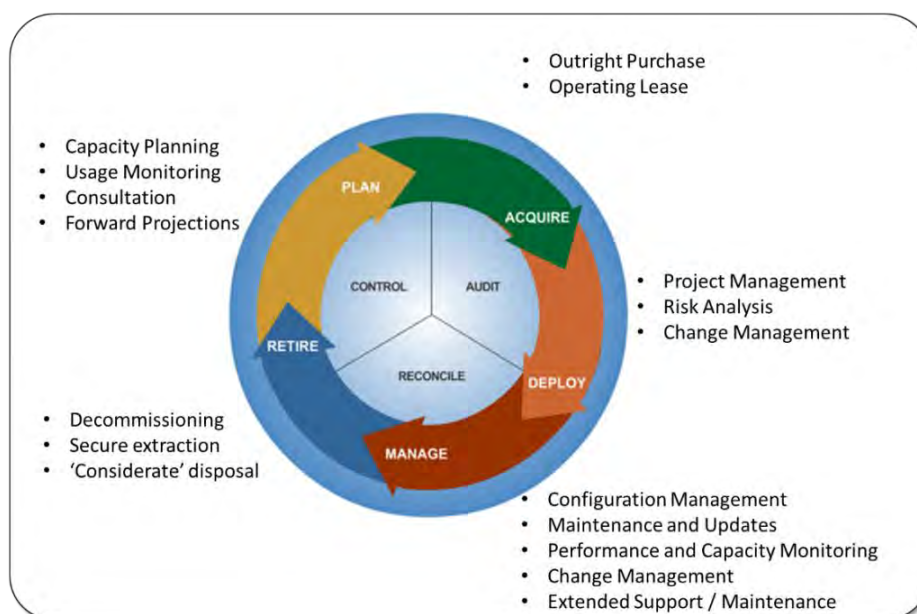 • Outright Purchase
• Operating Lease
• Capacity Planning
• Usage Monitoring
• Consultation
• Forward Projections
PLAN
ACQUIRE
CONTROL
AUDIT
• Project Management
• Risk Analysis
• Change Management
RETIRE
RECONCILE
DEPLOY
• Decommissioning
• Secure extraction
• ‘Considerate’ disposal
MANAGE
• Configuration Management
• Maintenance and Updates
• Performance and Capacity Monitoring
• Change Management
• Extended Support / Maintenance